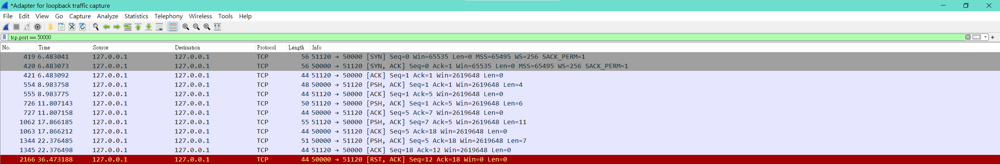 *Adapter for loopback traffic capture
File Edit View Go Capture Analyze Statistics Telephony Wireless Tools Help
tcp.port == 50000
No. Time Source Destination Protocol Length Info
419 6.483041 127.0.0.1 127.0.0.1 TCP 56 51120 → 50000 [SYN] Seq=0 Win=65535 Len=0 MSS=65495 WS=256 SACK_PERM=1
420 6.483073 127.0.0.1 127.0.0.1 TCP 56 50000 → 51120 [SYN, ACK] Seq=0 Ack=1 Win=65535 Len=0 MSS=65495 WS=256 SACK_PERM=1
421 6.483092 127.0.0.1 127.0.0.1 TCP 44 51120 → 50000 [ACK] Seq=1 Ack=1 Win=2619648 Len=0
554 8.983758 127.0.0.1 127.0.0.1 TCP 48 50000 → 51120 [PSH, ACK] Seq=1 Ack=1 Win=2619648 Len=4
555 8.983775 127.0.0.1 127.0.0.1 TCP 44 51120 → 50000 [ACK] Seq=1 Ack=5 Win=2619648 Len=0
726 11.807143 127.0.0.1 127.0.0.1 TCP 50 51120 → 50000 [PSH, ACK] Seq=1 Ack=5 Win=2619648 Len=6
727 11.807158 127.0.0.1 127.0.0.1 TCP 44 50000 → 51120 [ACK] Seq=5 Ack=7 Win=2619648 Len=0
1062 17.866185 127.0.0.1 127.0.0.1 TCP 55 51120 → 50000 [PSH, ACK] Seq=7 Ack=5 Win=2619648 Len=11
1063 17.866212 127.0.0.1 127.0.0.1 TCP 44 50000 → 51120 [ACK] Seq=5 Ack=18 Win=2619648 Len=0
1344 22.376485 127.0.0.1 127.0.0.1 TCP 51 50000 → 51120 [PSH, ACK] Seq=5 Ack=18 Win=2619648 Len=7
1345 22.376498 127.0.0.1 127.0.0.1 TCP 44 51120 → 50000 [ACK] Seq=18 Ack=12 Win=2619648 Len=0
2166 36.473188 127.0.0.1 127.0.0.1 TCP 44 50000 → 51120 [RST, ACK] Seq=12 Ack=18 Win=0 Len=0